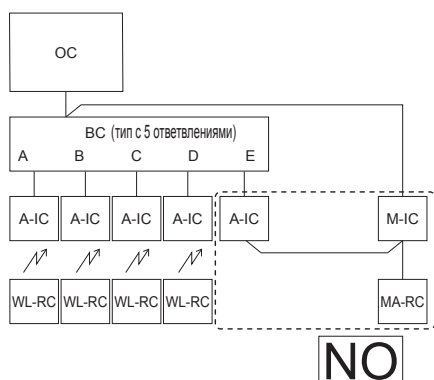 OC
BC (тип с 5 ответвлениями)
A B C D E
A-IC A-IC A-IC A-IC A-IC M-IC
WL-RC WL-RC WL-RC WL-RC MA-RC
NO